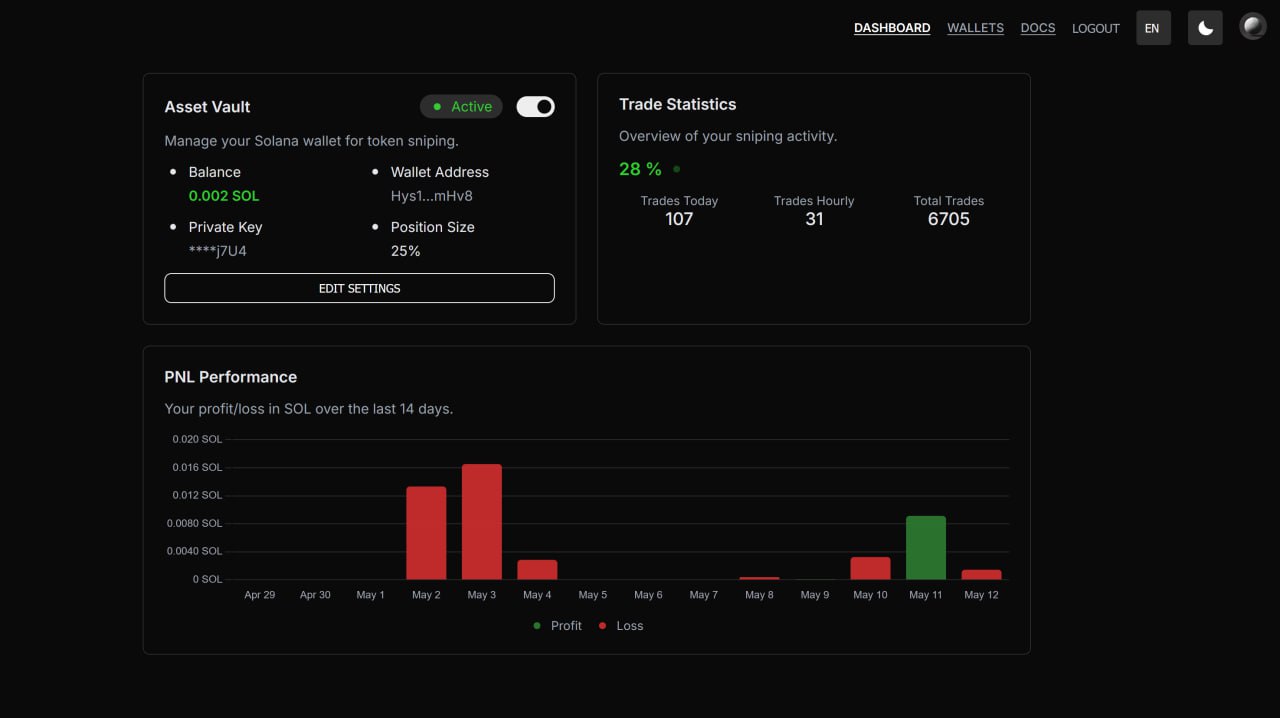 DASHBOARD WALLETS DOCS LOGOUT EN
Asset Vault
Active
Manage your Solana wallet for token sniping.
Balance
0.002 SOL
Wallet Address
Hys1...mHv8
Private Key
****j7U4
Position Size
25%
EDIT SETTINGS
Trade Statistics
Overview of your sniping activity.
28 %
Trades Today
107
Trades Hourly
31
Total Trades
6705
PNL Performance
Your profit/loss in SOL over the last 14 days.
0.020 SOL
0.016 SOL
0.012 SOL
0.0080 SOL
0.0040 SOL
0 SOL
Apr 29 Apr 30 May 1 May 2 May 3 May 4 May 5 May 6 May 7 May 8 May 9 May 10 May 11 May 12
Profit Loss